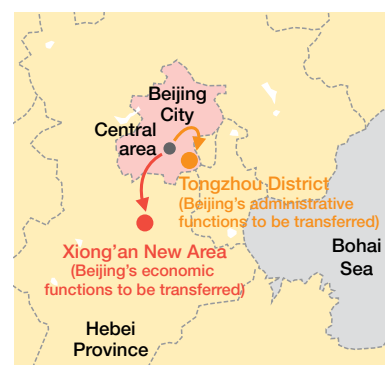 Beijing
City
Central
area
Tongzhou District
(Beijing's administrative
functions to be transferred)
Xiong'an New Area
(Beijing's economic
functions to be transferred)
Bohai
Sea
Hebei
Province